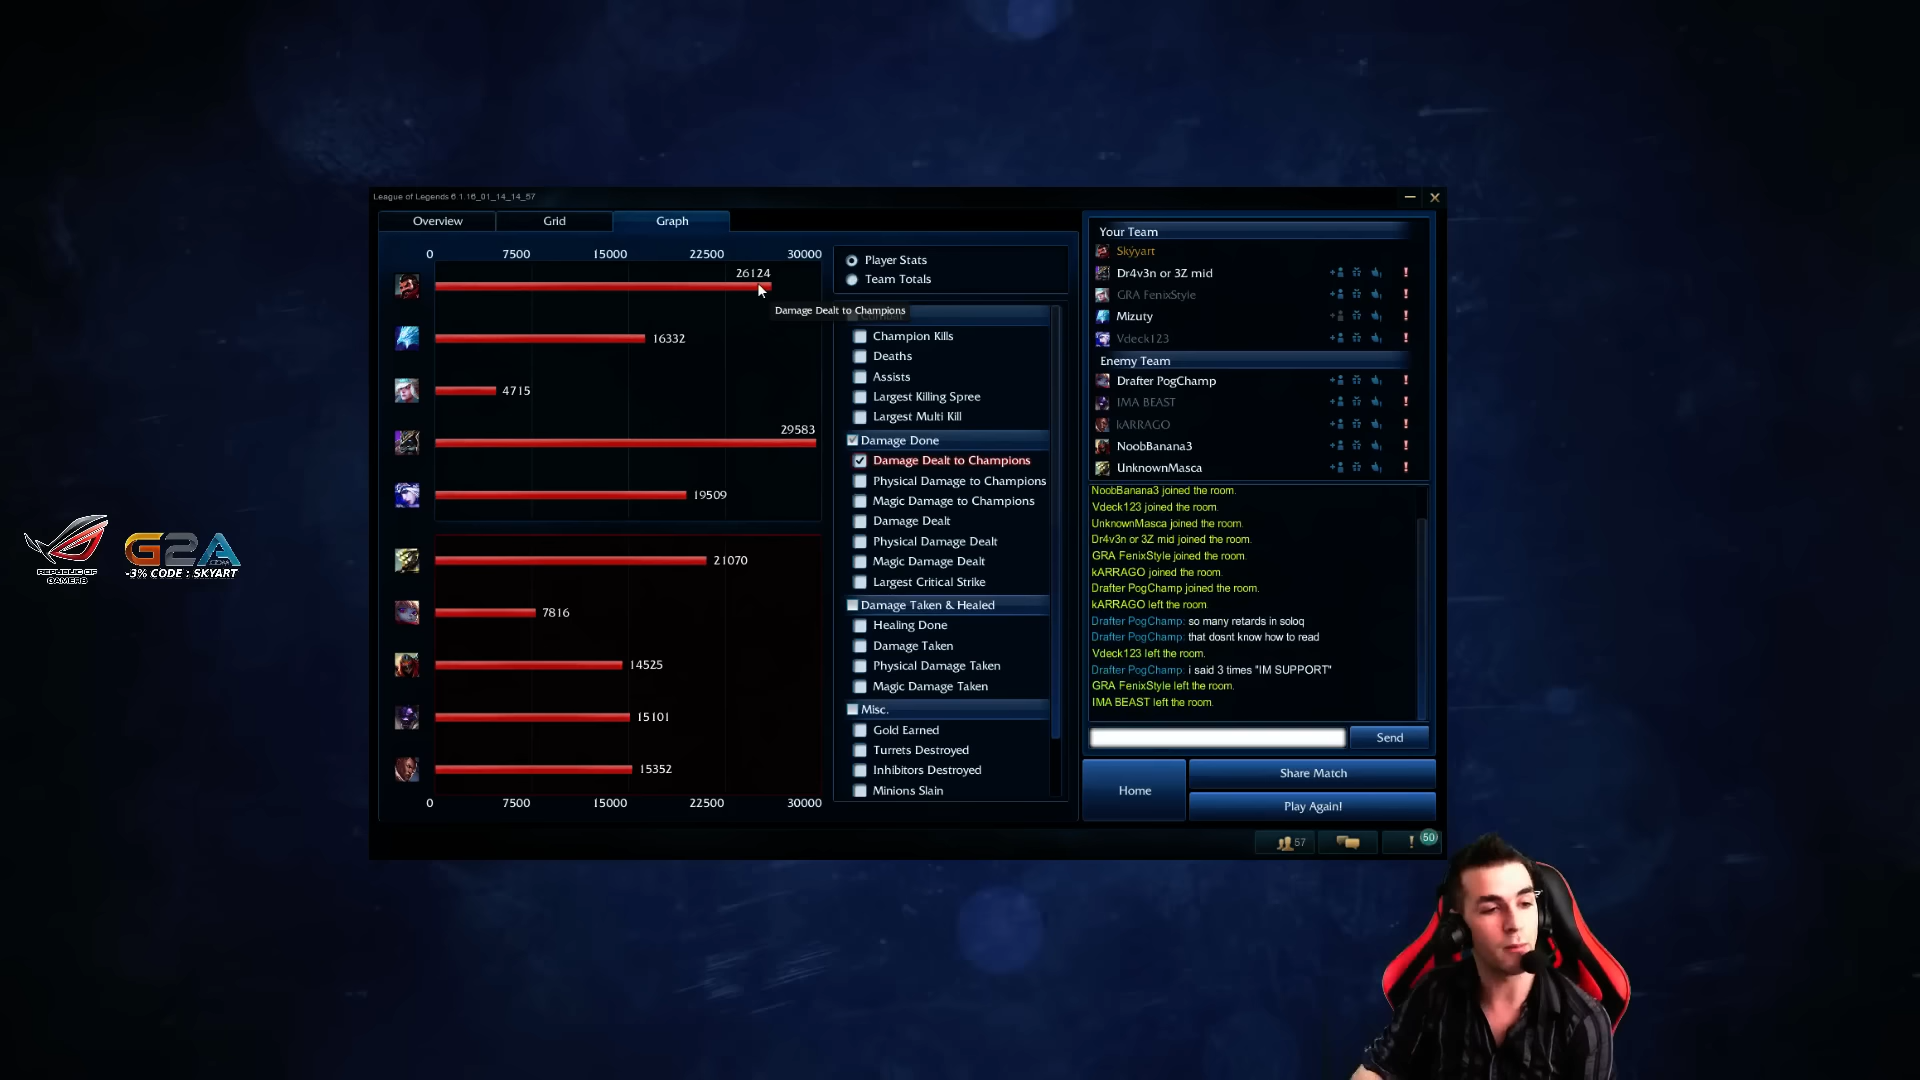 League of Legends 6.1.16_01_14_14_57
Overview
Grid
Graph
0 7500 15000 22500 30000
26124
16332
4715
29583
19509
21070
7816
14525
15101
15352
0 7500 15000 22500 30000
Player Stats
Team Totals
Damage Dealt to Champions
Champion Kills
Deaths
Assists
Largest Killing Spree
Largest Multi Kill
Damage Done
Damage Dealt to Champions
Physical Damage to Champions
Magic Damage to Champions
Damage Dealt
Physical Damage Dealt
Magic Damage Dealt
Largest Critical Strike
Damage Taken & Healed
Healing Done
Damage Taken
Physical Damage Taken
Magic Damage Taken
Misc.
Gold Earned
Turrets Destroyed
Inhibitors Destroyed
Minions Slain
Your Team
Skyyart
Dr4v3n or 3Z mid
GRA FenixStyle
Mizuty
Vdeck123
Enemy Team
Drafter PogChamp
IMA BEAST
kARRAGO
NoobBanana3
UnknownMasca
NoobBanana3 joined the room.
Vdeck123 joined the room.
UnknownMasca joined the room.
Dr4v3n or 3Z mid joined the room.
GRA FenixStyle joined the room.
kARRAGO joined the room.
Drafter PogChamp joined the room.
kARRAGO left the room.
Drafter PogChamp: so many retards in soloq
Drafter PogChamp: that dosnt know how to read
Vdeck123 left the room.
Drafter PogChamp: i said 3 times "IM SUPPORT"
GRA FenixStyle left the room.
IMA BEAST left the room.
Send
Home
Share Match
Play Again!
57
50
REPUBLIC OF
GAMERS
G2A
.COM
-3% CODE : SKYART